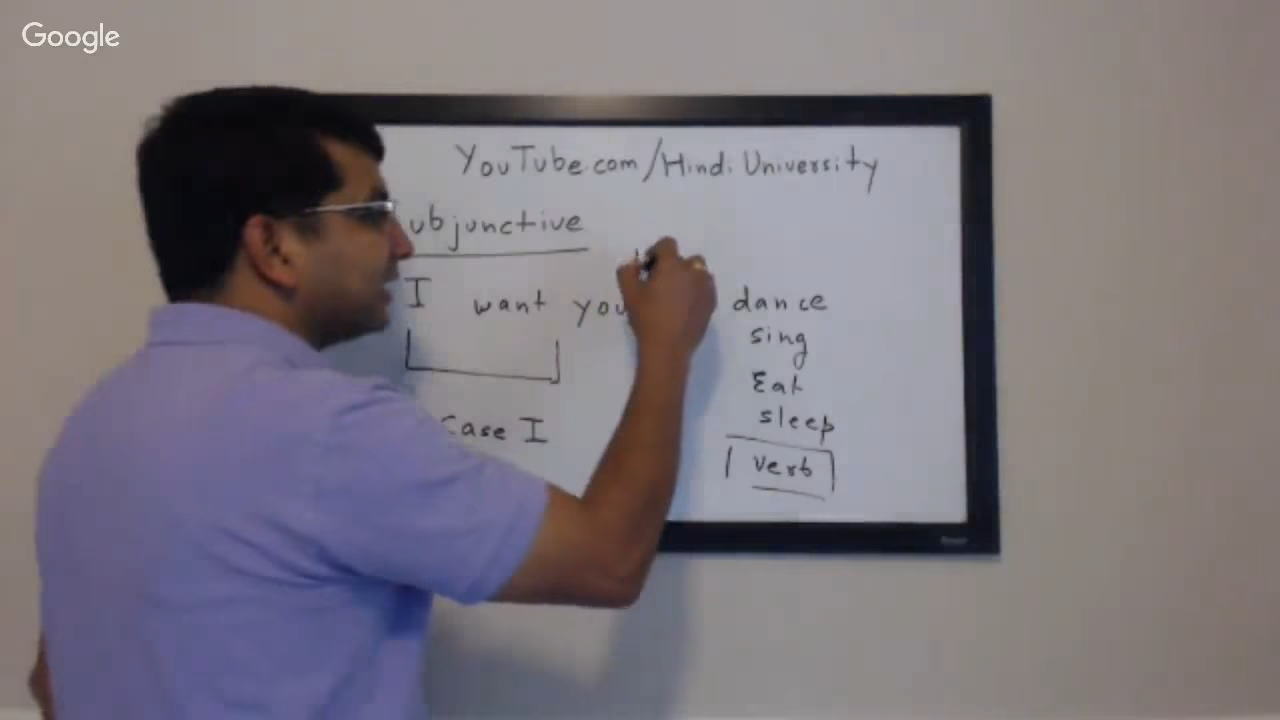 Google
YouTube.com/Hindi University
ubjunctive
I want you dance
sing
Eat
sleep
Case I
verb